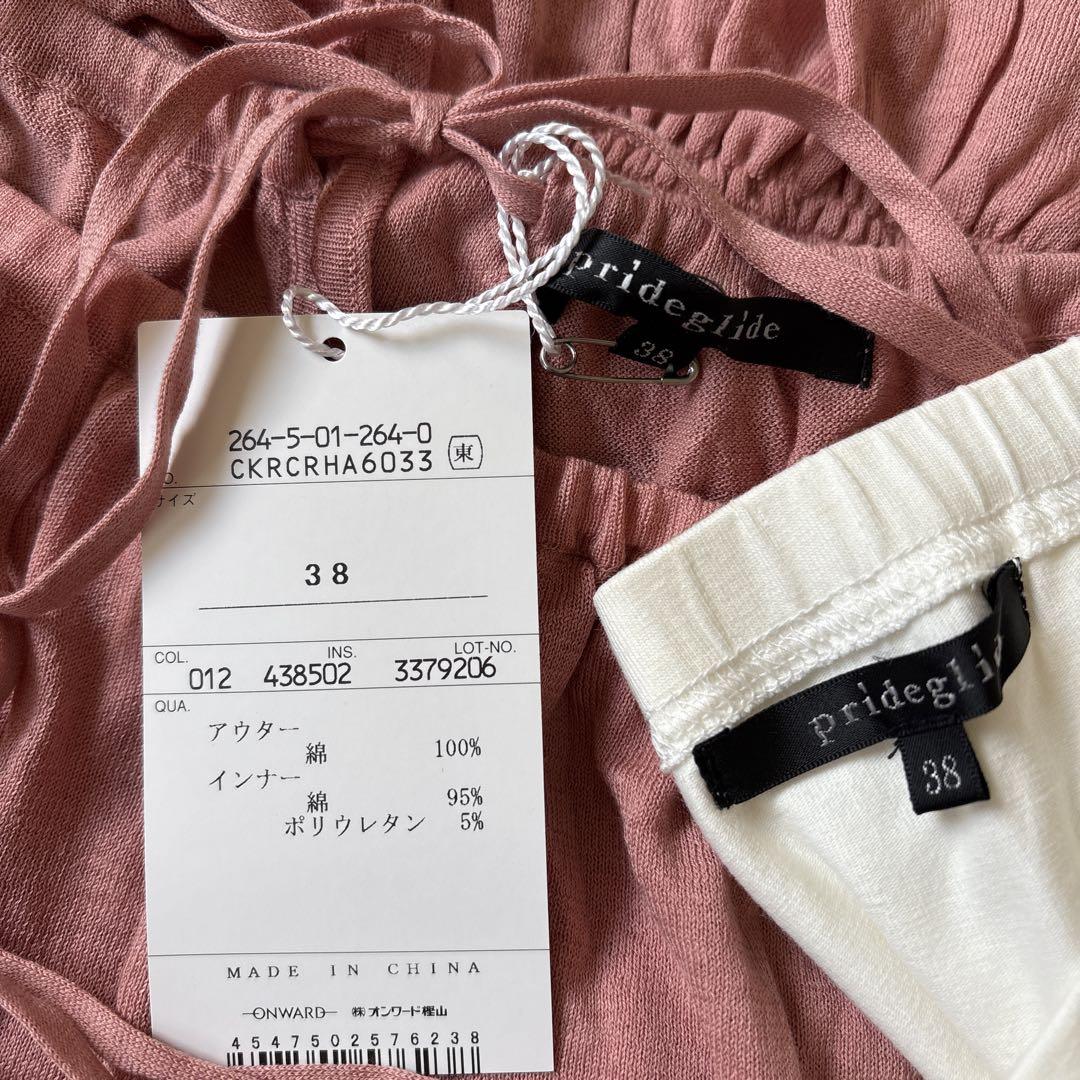 prideglide
38
264-5-01-264-0
CKRCRHA6033 東
サイズ
38
COL. INS. LOT-NO.
012 438502 3379206
QUA.
アウター
綿 100%
インナー
綿 95%
ポリウレタン 5%
MADE IN CHINA
ONWARD ㈱オンワード樫山
4547502576238
prideglide
38